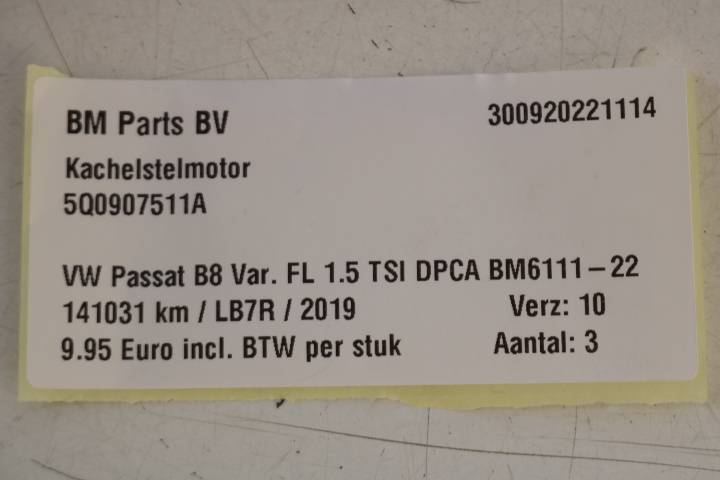 BM Parts BV 300920221114
Kachelstelmotor
5Q0907511A
VW Passat B8 Var. FL 1.5 TSI DPCA BM6111-22
141031 km / LB7R / 2019 Verz: 10
9.95 Euro incl. BTW per stuk Aantal: 3